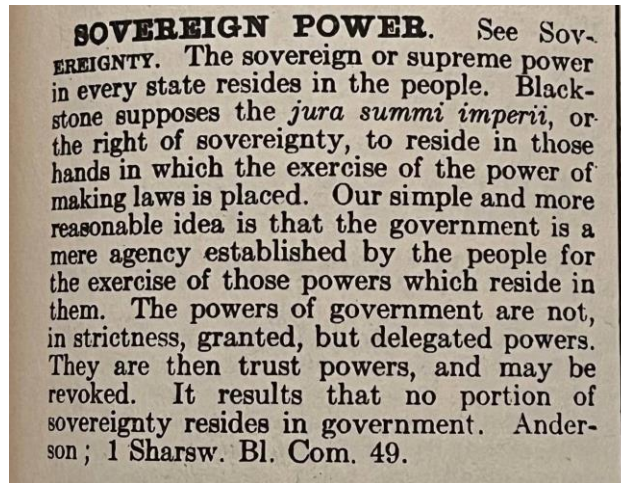 SOVEREIGN POWER. See Sov-
EREIGNTY. The sovereign or supreme power
in every state resides in the people. Black-
stone supposes the jura summi imperii, or
the right of sovereignty, to reside in those
hands in which the exercise of the power of
making laws is placed. Our simple and more
reasonable idea is that the government is a
mere agency established by the people for
the exercise of those powers which reside in
them. The powers of government are not,
in strictness, granted, but delegated powers.
They are then trust powers, and may be
revoked. It results that no portion of
sovereignty resides in government. Ander-
son; 1 Sharsw. Bl. Com. 49.